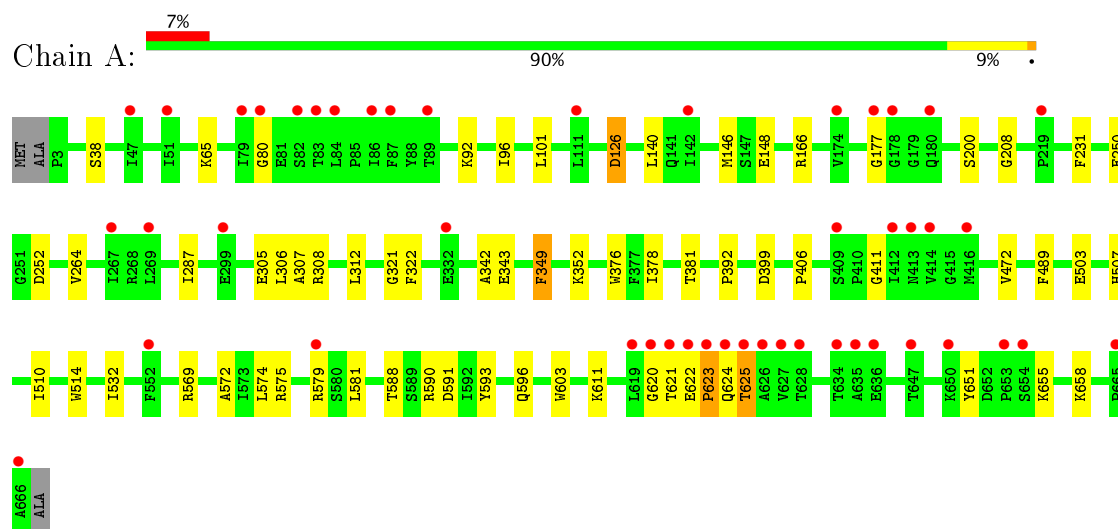 7%
Chain A:
90% 9% •
MET ALA P3 S38 I47 I51 K65 I79 G80 E81 S82 T83 L84 P85 I86 F87 Y88 T89 K92 I96 L101 L111 D126 L140 Q141 I142 M146 S147 E148 R166 V174 G177 G178 G179 Q180 S200 G208 P219 F231
G251 D252 V264 I267 R268 L269 I287 E299 E305 L306 A307 R308 L312 G321 F322 E332 A342 E343 F349 K352 W376 F377 I378 T381 P392 D399 P406 S409 P410 G411 I412 N413 V414 G415 M416 V472 F489 E503 H507
I510 W514 I532 F552 R569 A572 I573 L574 R575 R579 S580 L581 T588 S589 R590 D591 I592 Y593 Q596 W603 K611 L619 G620 T621 E622 P623 Q624 T625 A626 V627 T628 T634 A635 E636 T647 K650 Y651 D652 P653 S654 K655 K658
A666 ALA